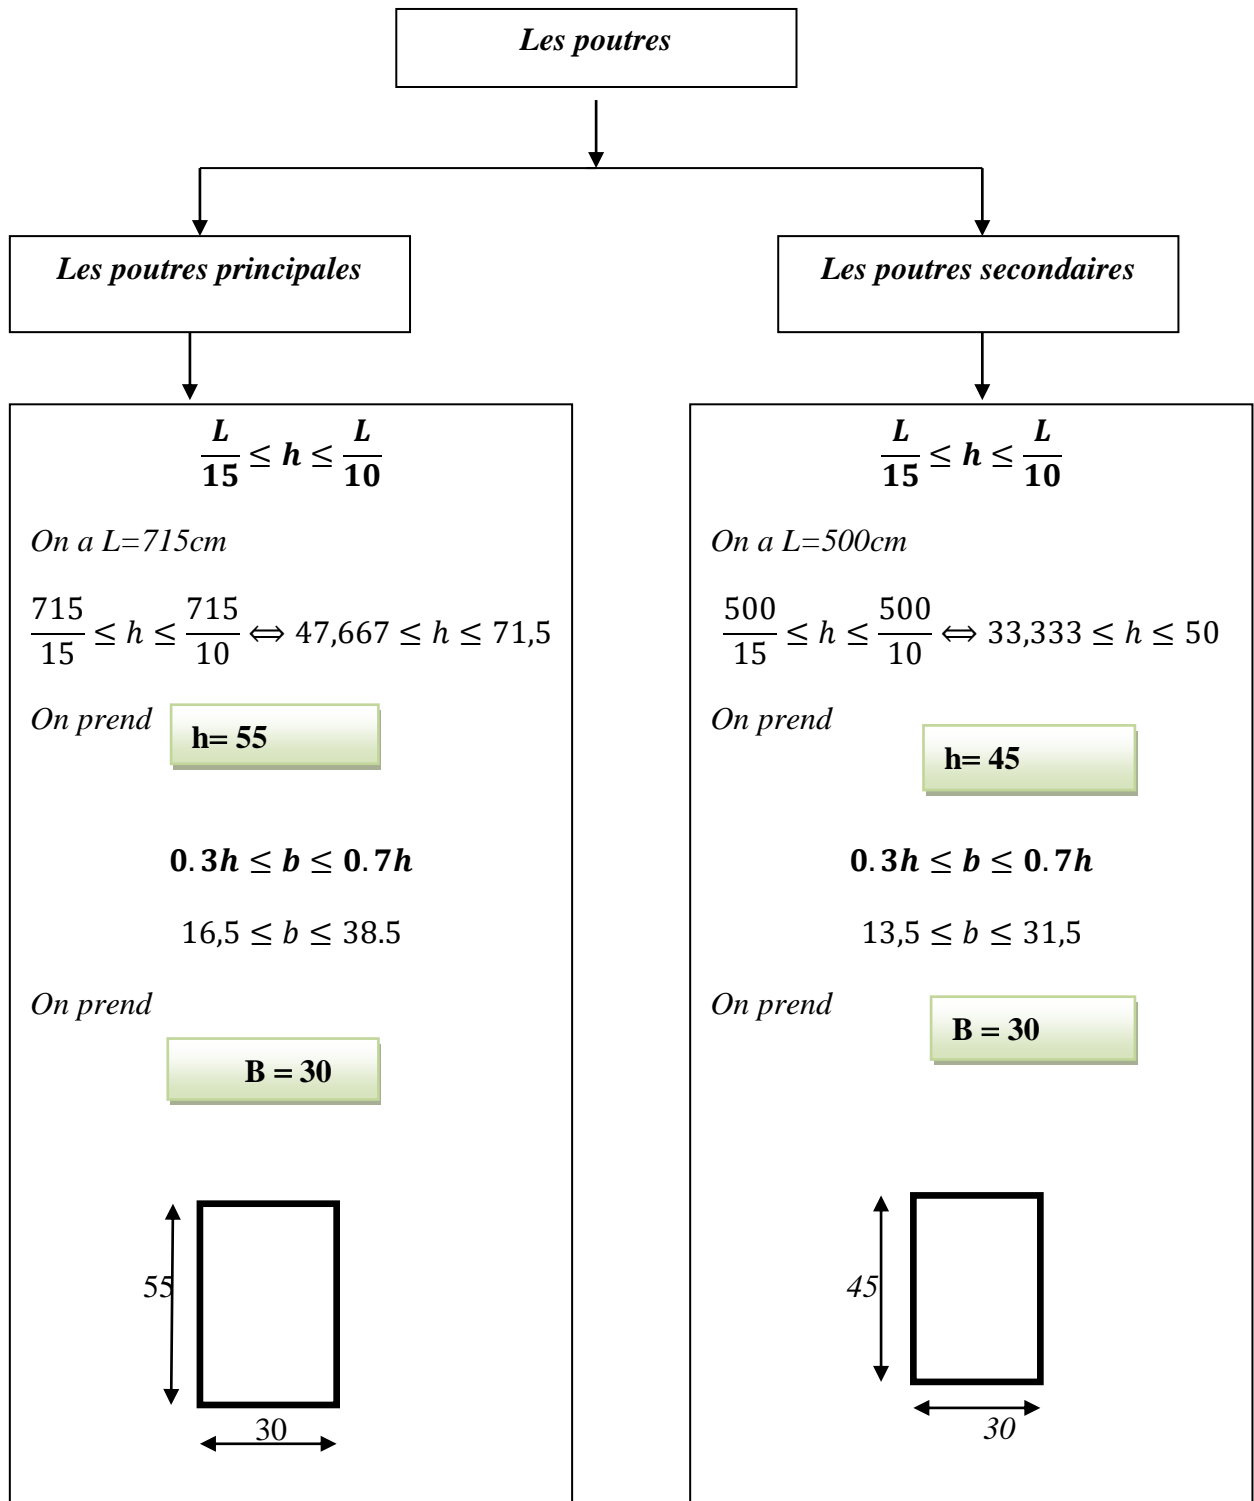 Les poutres
Les poutres principales
Les poutres secondaires
L/15 ≤ h ≤ L/10
On a L=715cm
715/15 ≤ h ≤ 715/10 ⇔ 47,667 ≤ h ≤ 71,5
On prend
h= 55
0.3h ≤ b ≤ 0.7h
16,5 ≤ b ≤ 38.5
On prend
B = 30
55
30
L/15 ≤ h ≤ L/10
On a L=500cm
500/15 ≤ h ≤ 500/10 ⇔ 33,333 ≤ h ≤ 50
On prend
h= 45
0.3h ≤ b ≤ 0.7h
13,5 ≤ b ≤ 31,5
On prend
B = 30
45
30